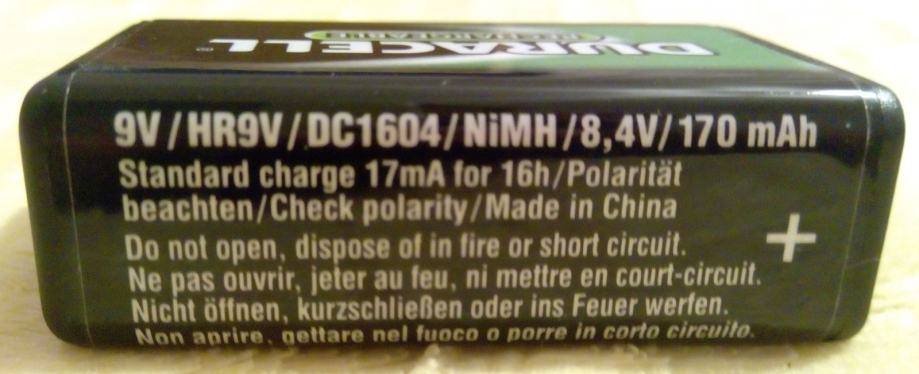 DURACELL
RECHARGEABLE
9V/HR9V/DC1604/NiMH/8,4V/170 mAh
Standard charge 17mA for 16h/Polarität
beachten/Check polarity/Made in China
+
Do not open, dispose of in fire or short circuit.
Ne pas ouvrir, jeter au feu, ni mettre en court-circuit.
Nicht öffnen, kurzschließen oder ins Feuer werfen.
Non aprire, gettare nel fuoco o porre in corto circuito.